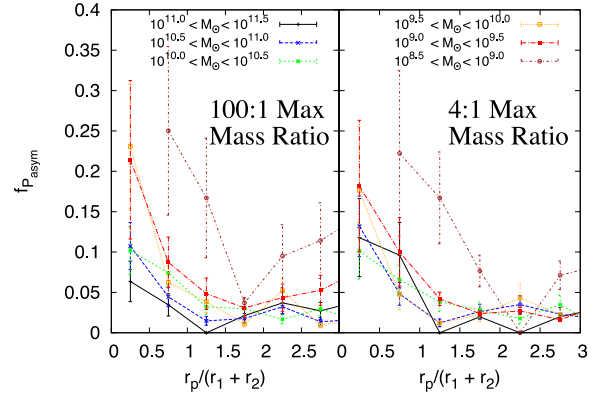 0.4
0.35
0.3
0.25
0.2
0.15
0.1
0.05
0
f_{P_{asym}}
10^{11.0} < M_⊙ < 10^{11.5}
10^{10.5} < M_⊙ < 10^{11.0}
10^{10.0} < M_⊙ < 10^{10.5}
100:1 Max
Mass Ratio
0 0.5 1 1.5 2 2.5
r_p/(r_1 + r_2)
10^{9.5} < M_⊙ < 10^{10.0}
10^{9.0} < M_⊙ < 10^{9.5}
10^{8.5} < M_⊙ < 10^{9.0}
4:1 Max
Mass Ratio
0 0.5 1 1.5 2 2.5 3
r_p/(r_1 + r_2)